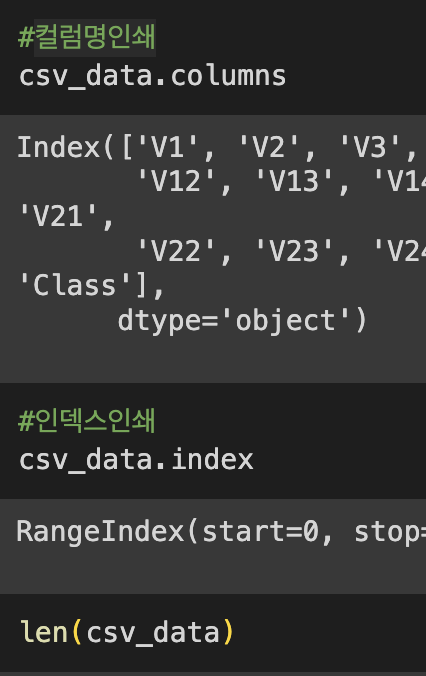 #컬럼명인쇄
csv_data.columns
Index(['V1', 'V2', 'V3',
'V12', 'V13', 'V14
'V21',
'V22', 'V23', 'V24
'Class'],
dtype='object')
#인덱스인쇄
csv_data.index
RangeIndex(start=0, stop=
len(csv_data)